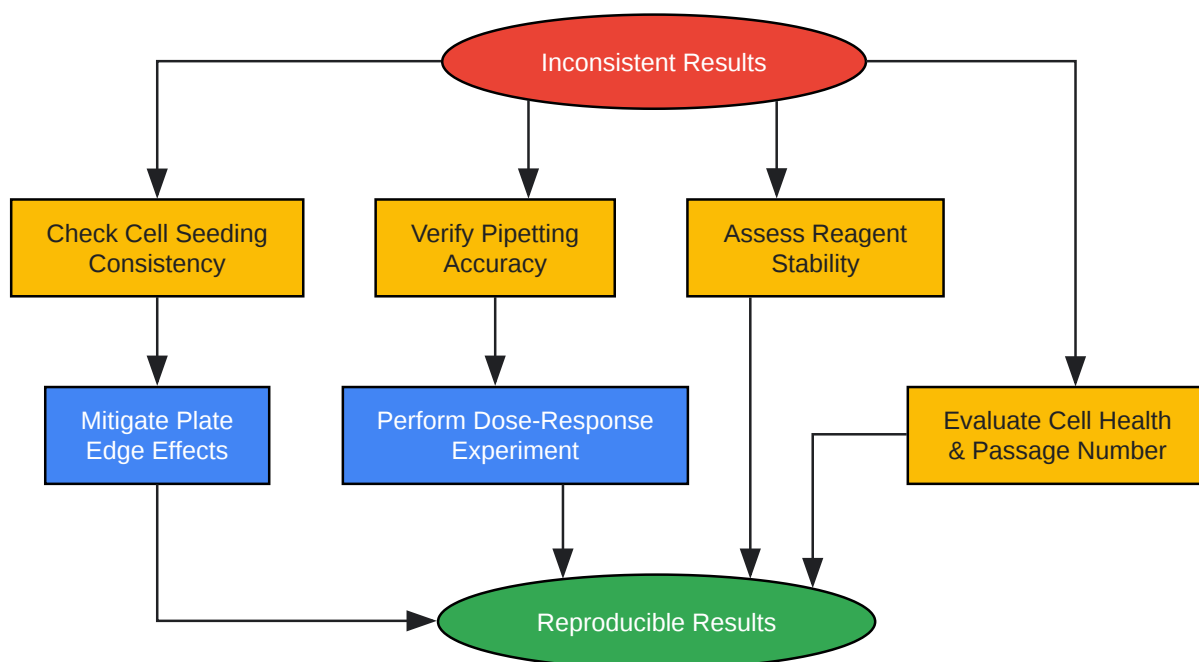 Inconsistent Results
Check Cell Seeding
Consistency
Verify Pipetting
Accuracy
Assess Reagent
Stability
Mitigate Plate
Edge Effects
Perform Dose-Response
Experiment
Evaluate Cell Health
& Passage Number
Reproducible Results